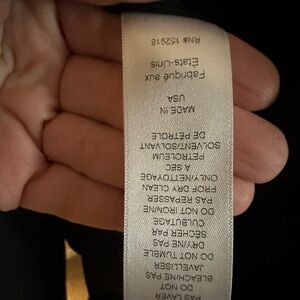 PAS LAVER
DO NOT
BLEACH/NE PAS
JAVELLISER
DO NOT TUMBLE
DRY/NE PAS
SECHER PAR
CULBUTAGE
DO NOT IRON/NE
PAS REPASSER
PROF DRY CLEAN
ONLY/NETTOYAGE
A SEC
PETROLEUM
SOLVENT/SOLVANT
DE PETROLE
MADE IN
USA
Fabriqué aux
États-Unis
RN# 152918